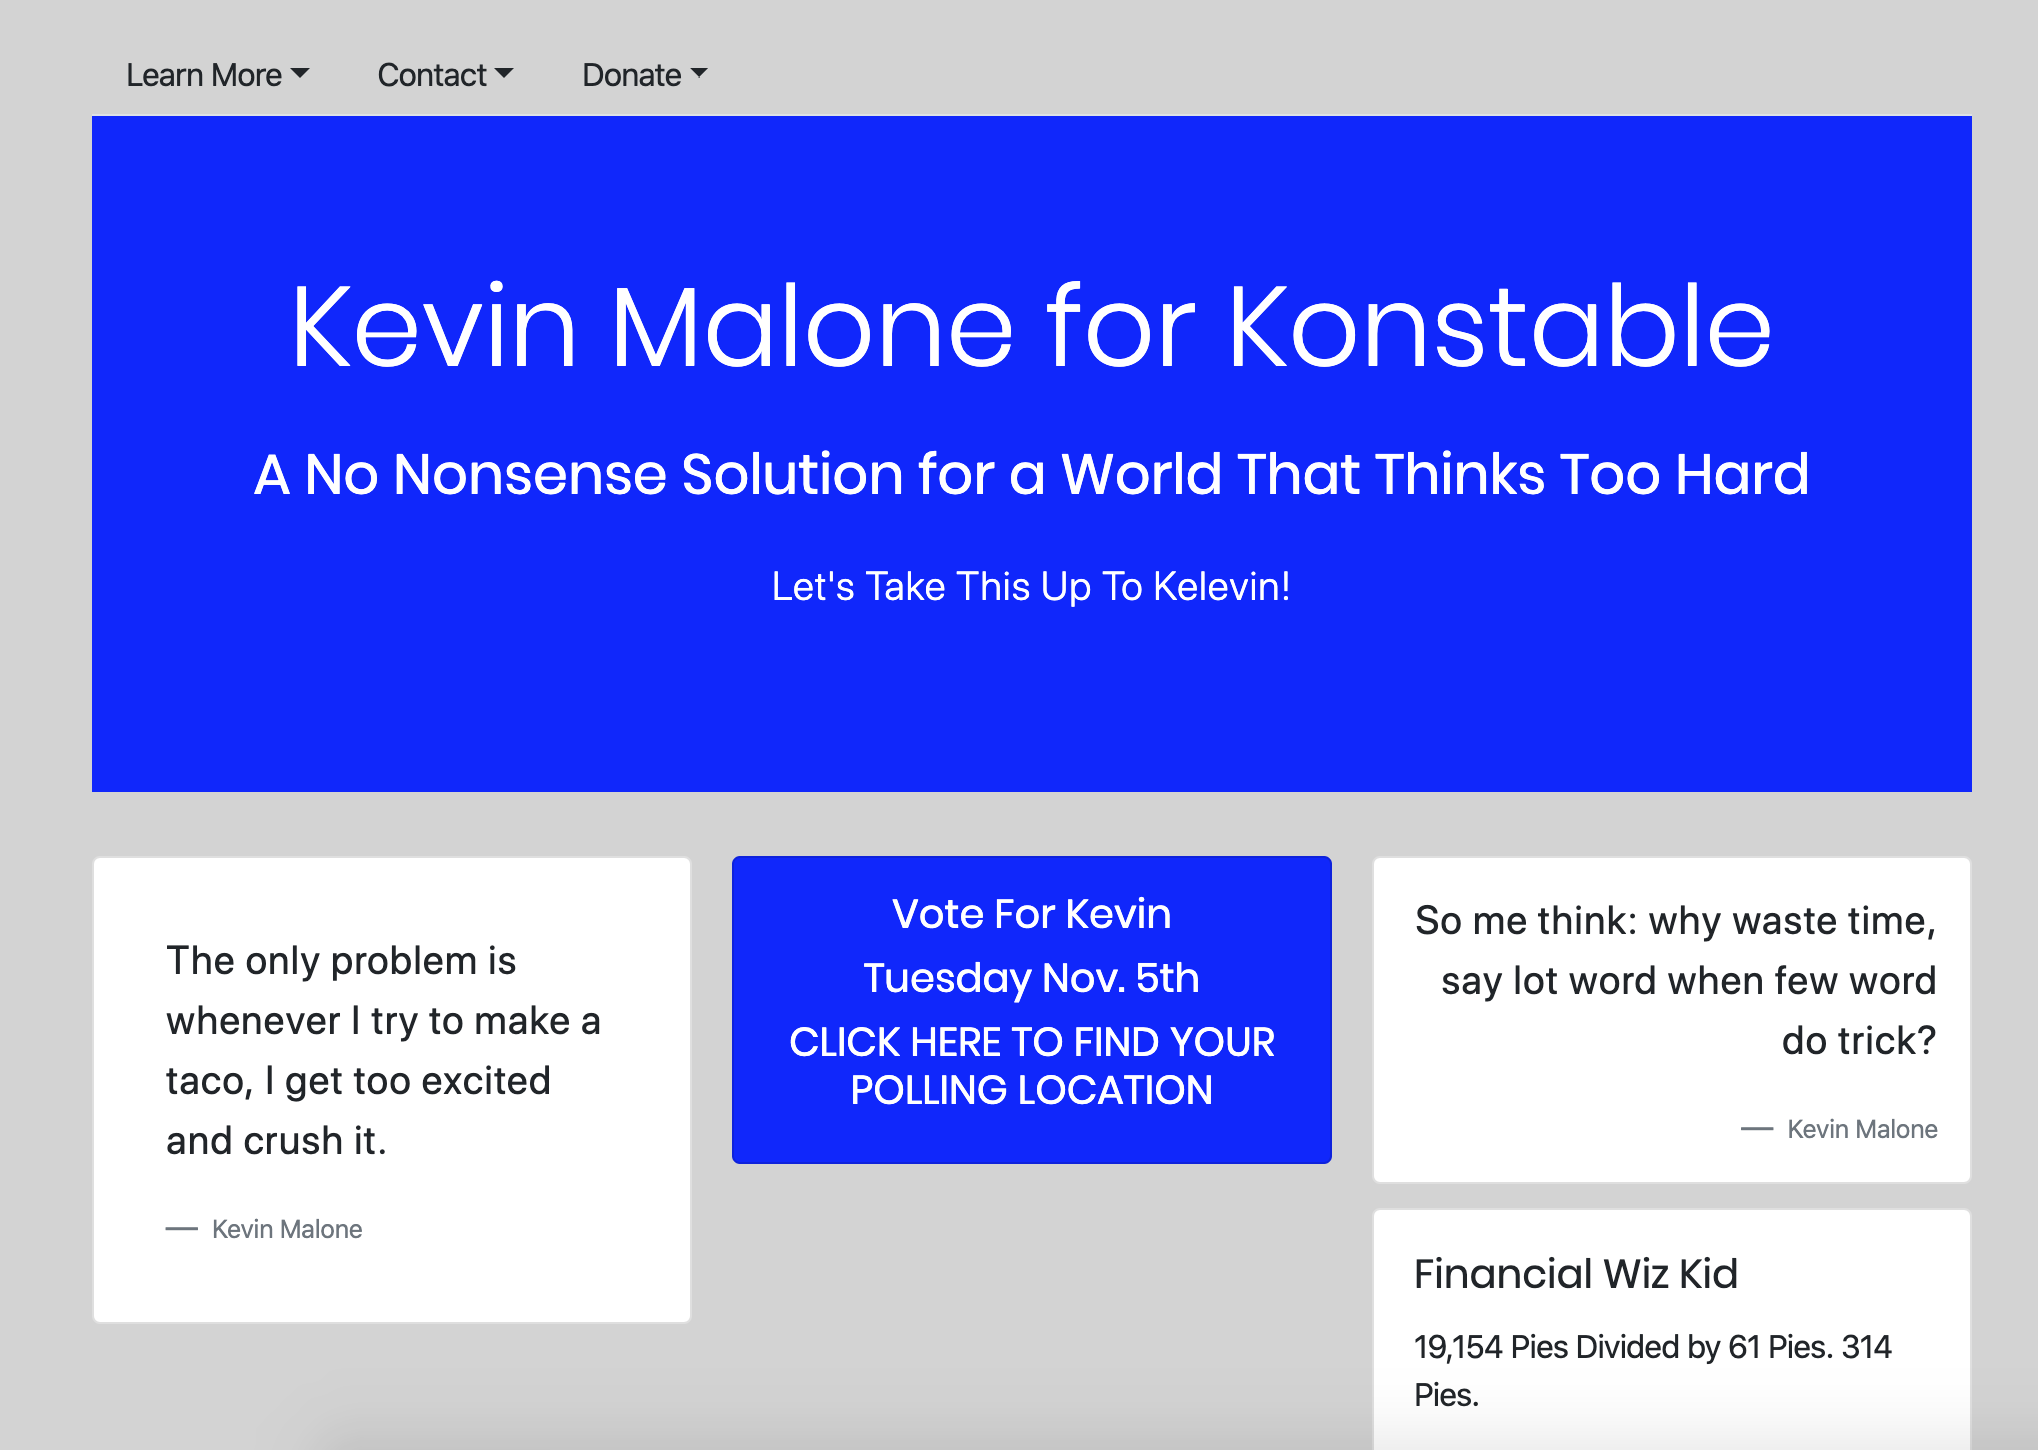 Learn More
Contact
Donate
Kevin Malone for Konstable
A No Nonsense Solution for a World That Thinks Too Hard
Let's Take This Up To Kelevin!
The only problem is
whenever I try to make a
taco, I get too excited
and crush it.
— Kevin Malone
Vote For Kevin
Tuesday Nov. 5th
CLICK HERE TO FIND YOUR
POLLING LOCATION
So me think: why waste time,
say lot word when few word
do trick?
— Kevin Malone
Financial Wiz Kid
19,154 Pies Divided by 61 Pies. 314
Pies.